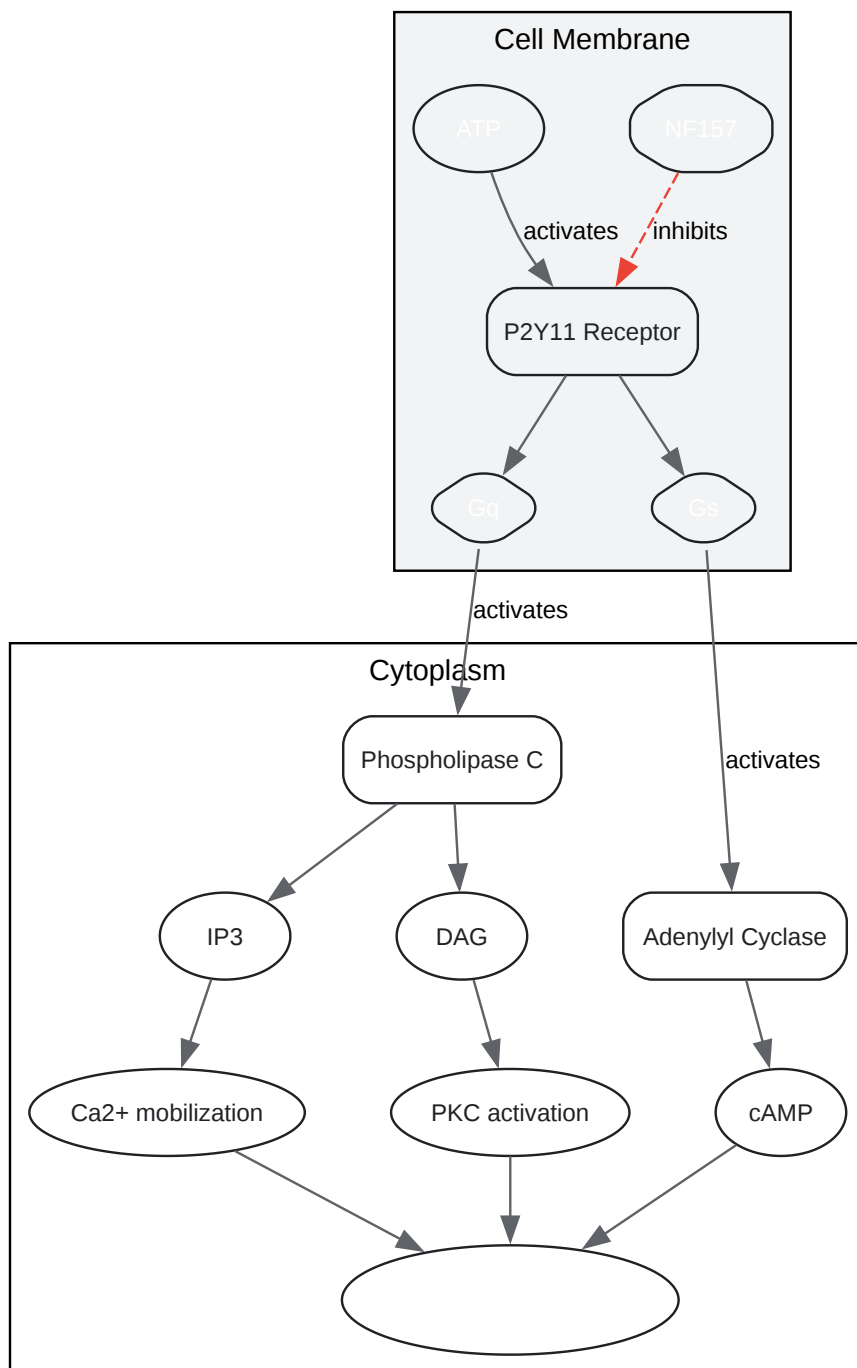 Cell Membrane
ATP
NF157
activates
inhibits
P2Y11 Receptor
Gq
Gs
activates
Cytoplasm
Phospholipase C
activates
IP3
DAG
Adenylyl Cyclase
Ca2+ mobilization
PKC activation
cAMP